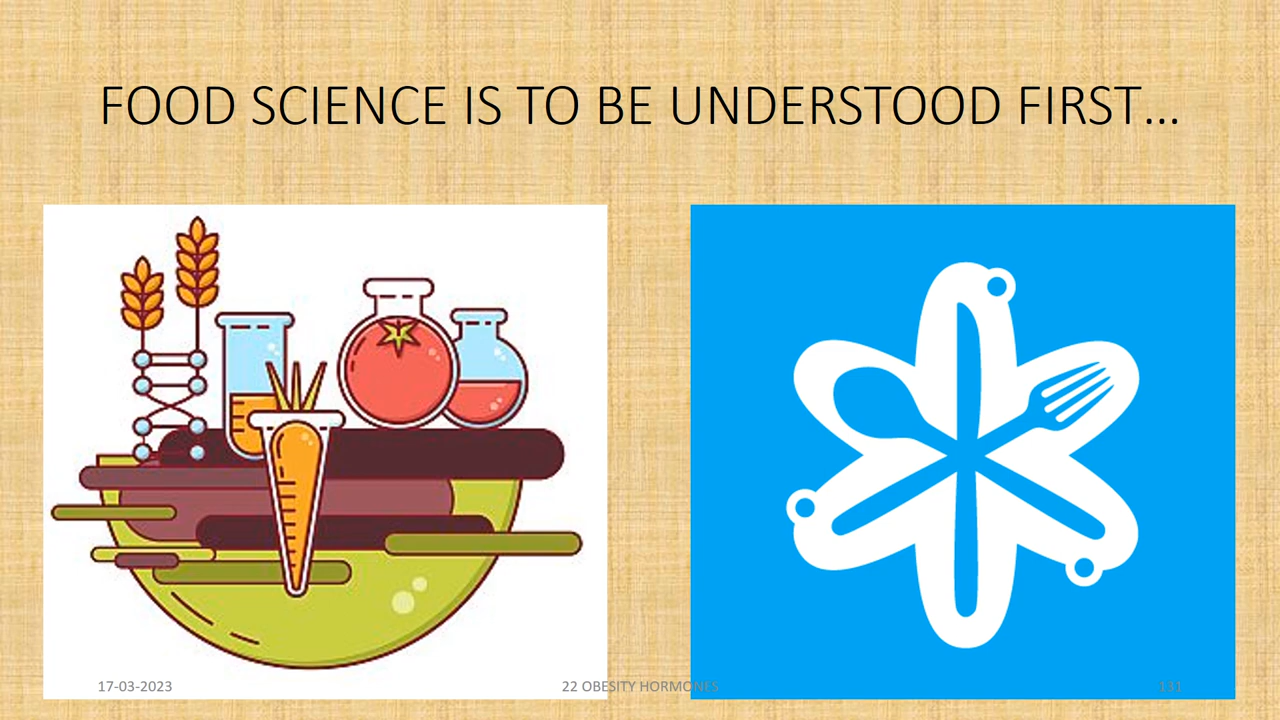 FOOD SCIENCE IS TO BE UNDERSTOOD FIRST…
17-03-2023
22 OBESITY HORMONES
131